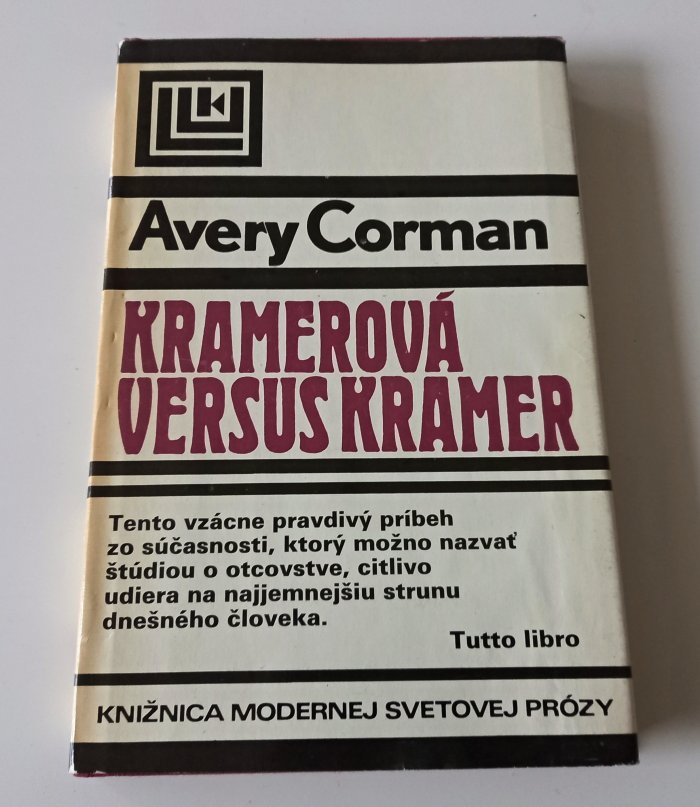 Avery Corman
KRAMEROVÁ
VERSUS KRAMER
Tento vzácne pravdivý príbeh
zo súčasnosti, ktorý možno nazvať
štúdiou o otcovstve, citlivo
udiera na najjemnejšiu strunu
dnešného človeka.
Tutto libro
KNIŽNICA MODERNEJ SVETOVEJ PRÓZY